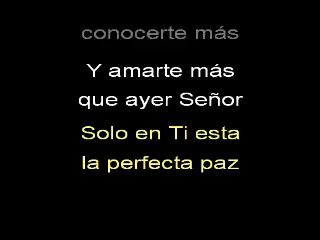 conocerte más
Y amarte más
que ayer Señor
Solo en Ti esta
la perfecta paz